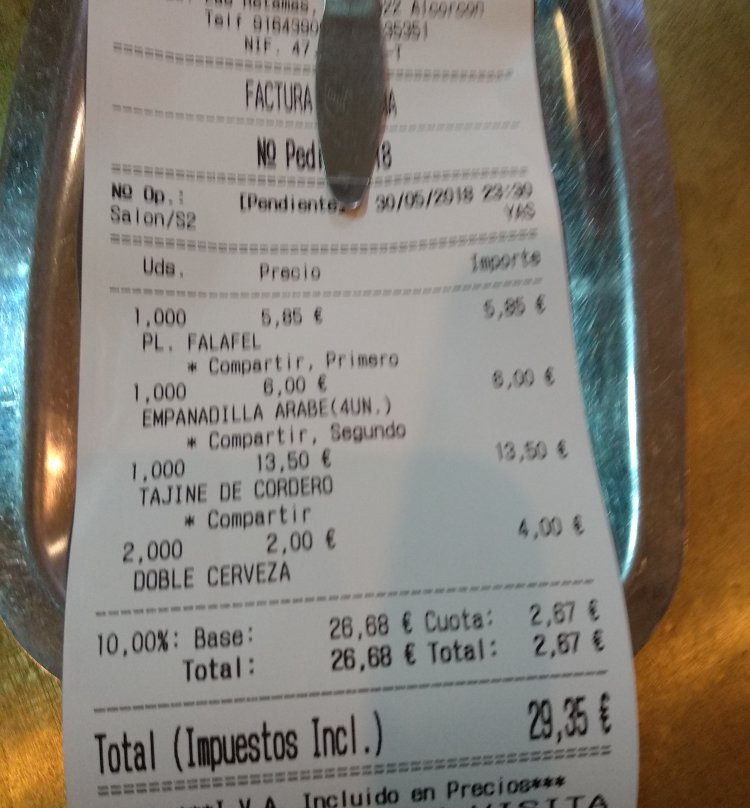 22 Alcorcon
Telf 9164390 35351
NIF. 47
FACTURA
Nº Pedi 18
Nº Op.: [Pendiente] 30/05/2018 23:30
Salon/S2 YAS
Uds. Precio Importe
1,000 5,85 € 5,85 €
PL. FALAFEL
* Compartir, Primero
1,000 6,00 € 6,00 €
EMPANADILLA ARABE(4UN.)
* Compartir, Segundo
1,000 13,50 € 13,50 €
TAJINE DE CORDERO
* Compartir
2,000 2,00 € 4,00 €
DOBLE CERVEZA
10,00%: Base: 26,68 € Cuota: 2,67 €
Total: 26,68 € Total: 2,67 €
Total (Impuestos Incl.) 29,35 €
***I.V.A. Incluido en Precios***
VISITA